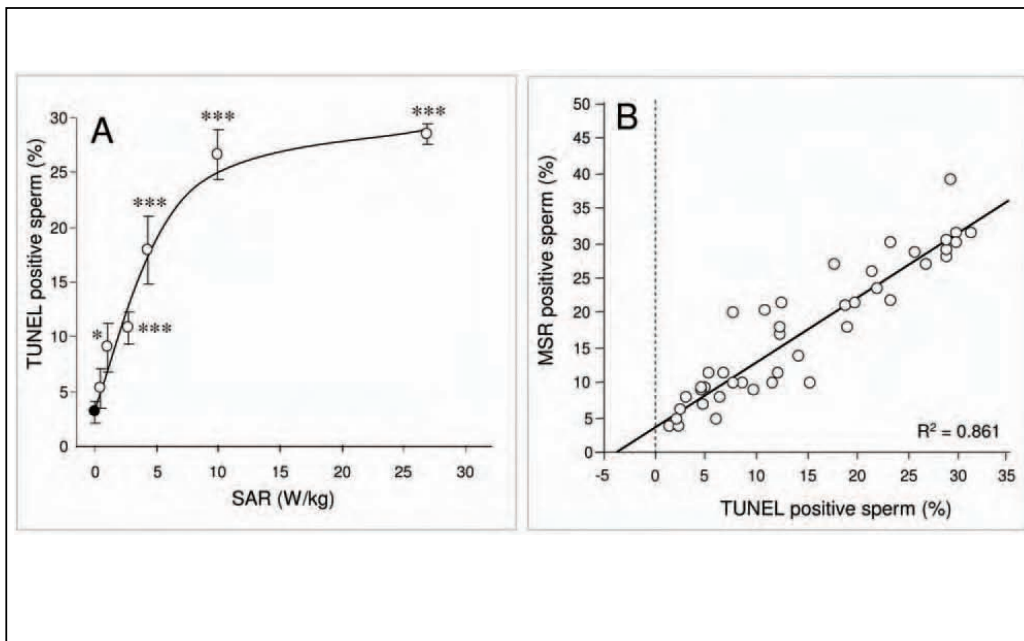 A
TUNEL positive sperm (%)
30
25
20
15
10
5
0
***
***
***
*
***
0 5 10 15 20 25 30
SAR (W/kg)
B
MSR positive sperm (%)
50
40
35
30
25
20
15
10
5
0
R² = 0.861
-5 0 5 10 15 20 25 30 35
TUNEL positive sperm (%)